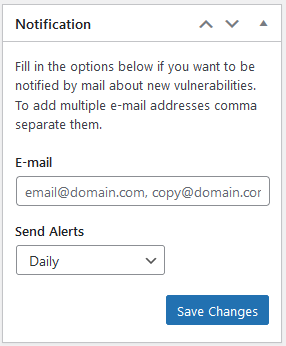 Notification
Fill in the options below if you want to be
notified by mail about new vulnerabilities.
To add multiple e-mail addresses comma
separate them.
E-mail
email@domain.com, copy@domain.cor
Send Alerts
Daily
Save Changes